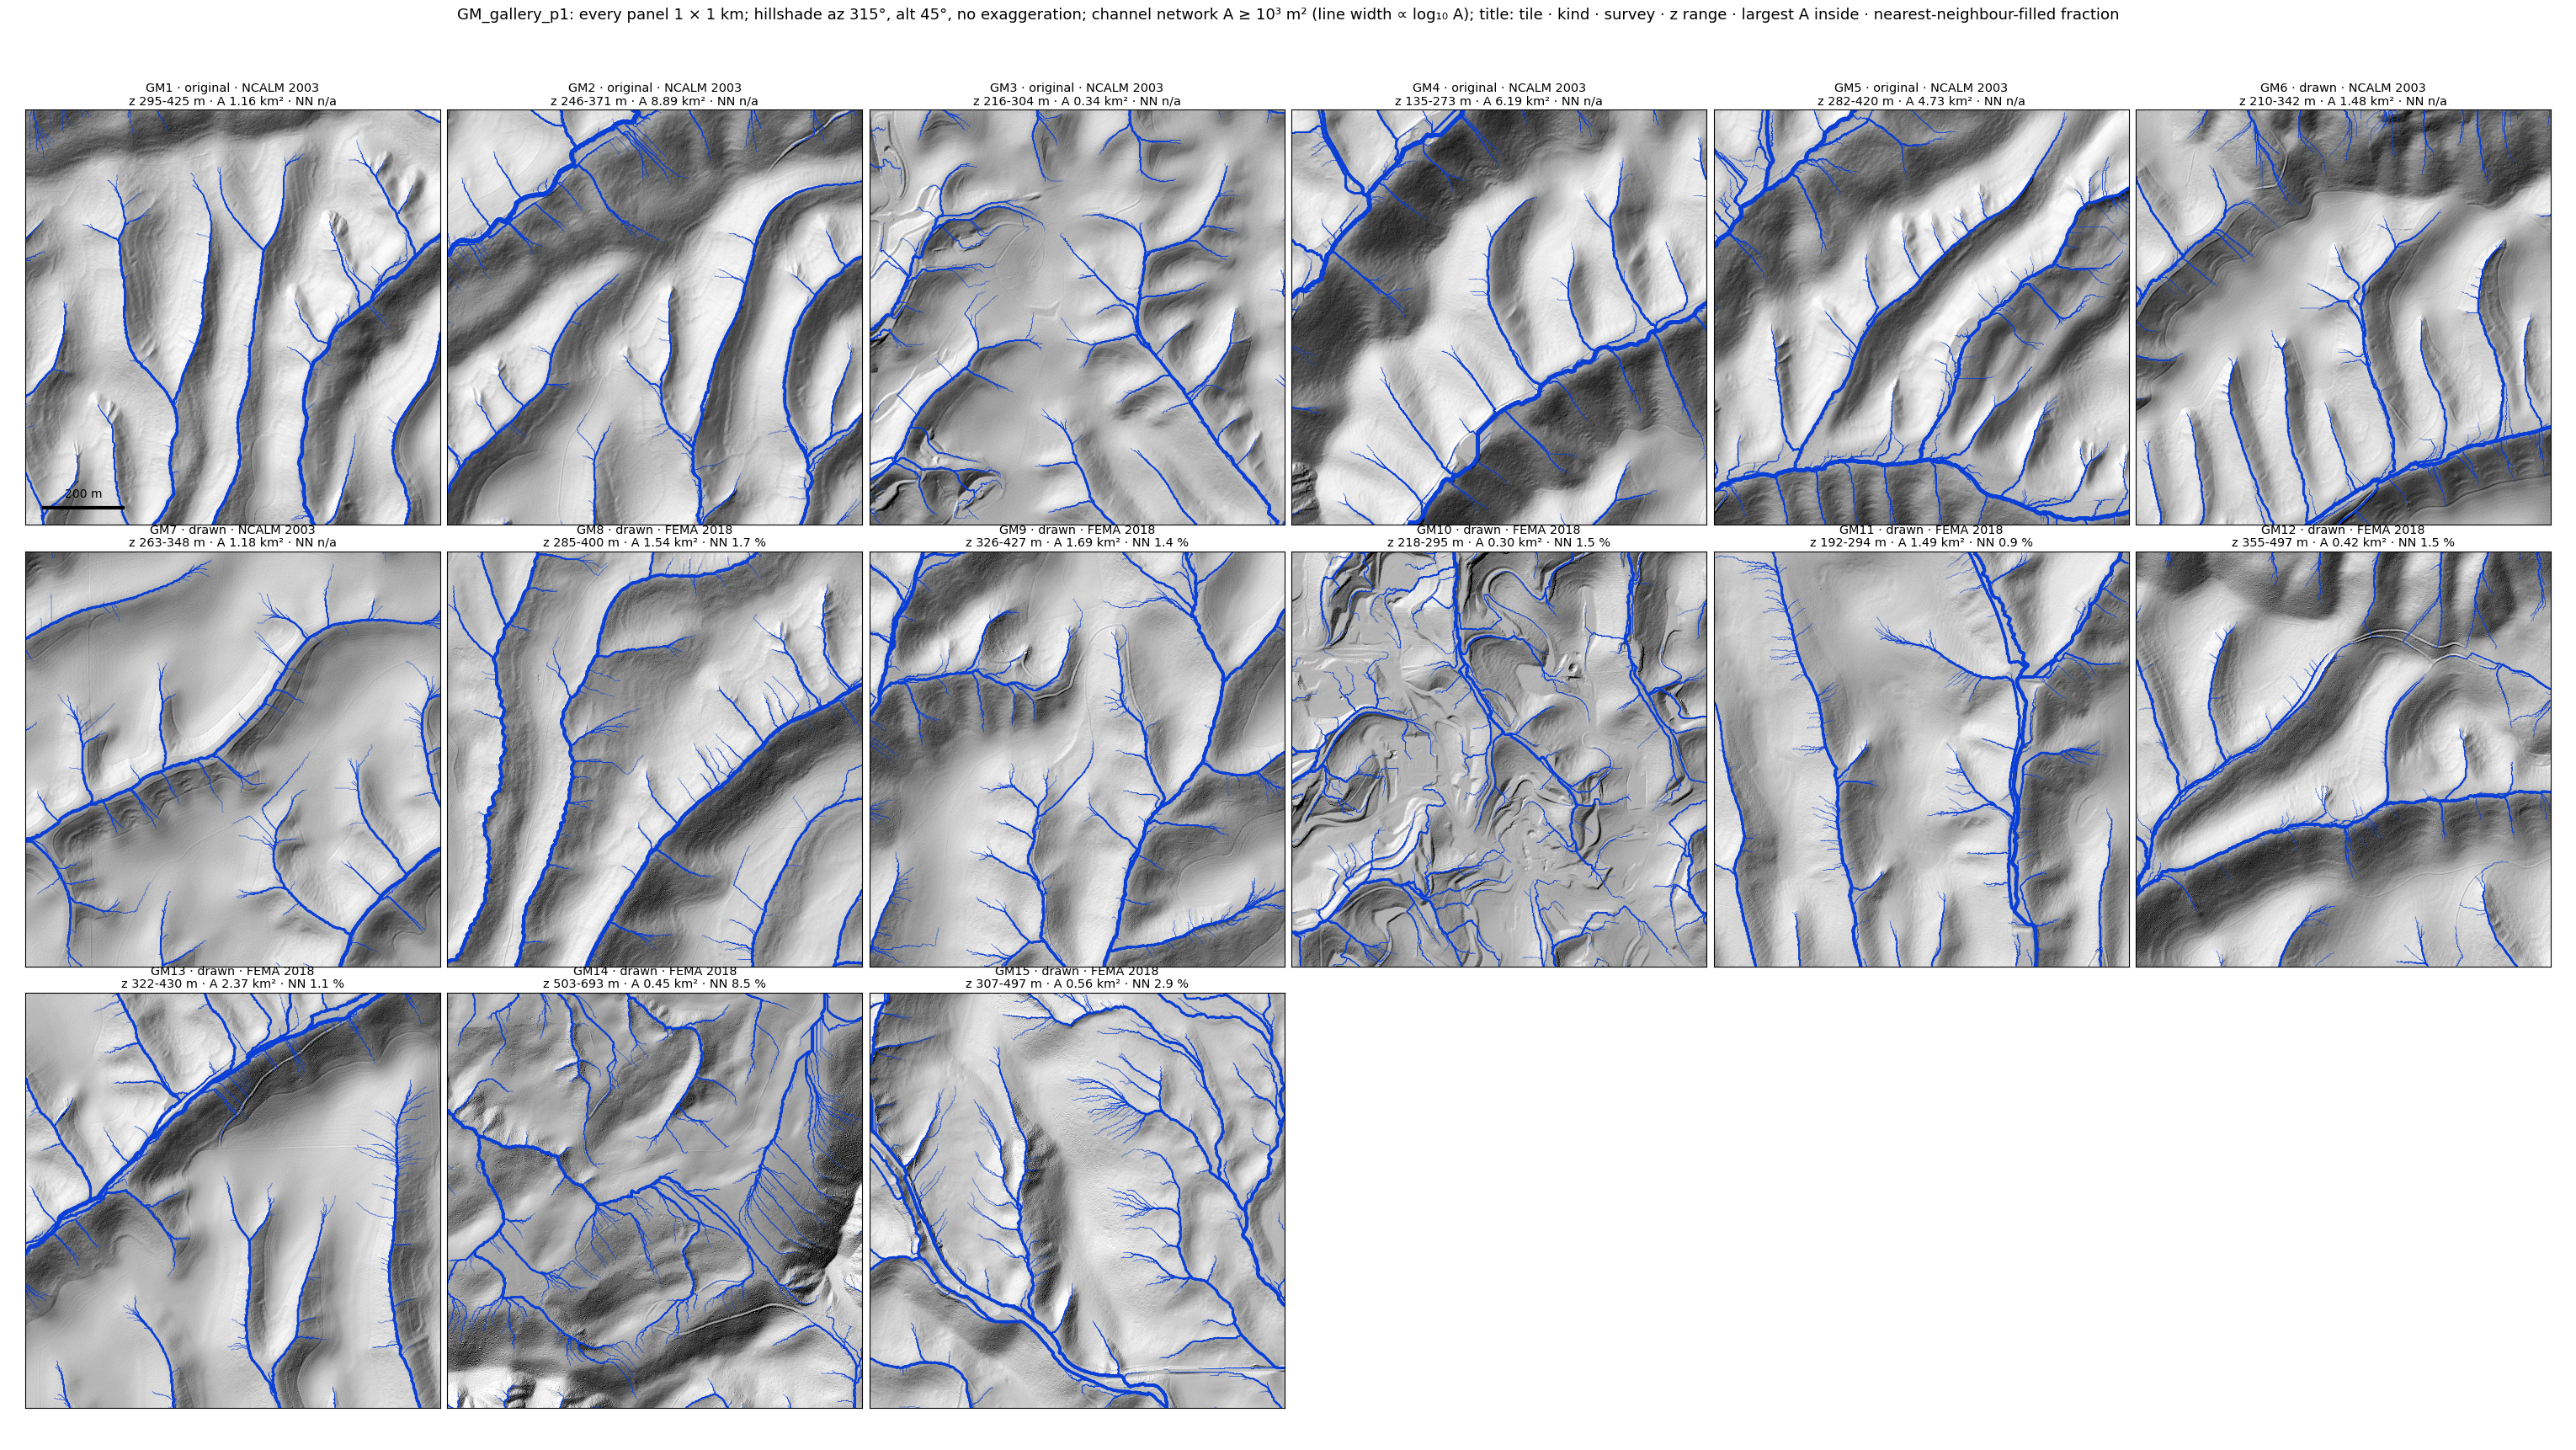 GM_gallery_p1: every panel 1 × 1 km; hillshade az 315°, alt 45°, no exaggeration; channel network A ≥ 10³ m² (line width ∝ log₁₀ A); title: tile · kind · survey · z range · largest A inside · nearest-neighbour-filled fraction
GM1 · original · NCALM 2003
z 295-425 m · A 1.16 km² · NN n/a
GM2 · original · NCALM 2003
z 246-371 m · A 8.89 km² · NN n/a
GM3 · original · NCALM 2003
z 216-304 m · A 0.34 km² · NN n/a
GM4 · original · NCALM 2003
z 135-273 m · A 6.19 km² · NN n/a
GM5 · original · NCALM 2003
z 282-420 m · A 4.73 km² · NN n/a
GM6 · drawn · NCALM 2003
z 210-342 m · A 1.48 km² · NN n/a
200 m
GM7 · drawn · NCALM 2003
z 263-348 m · A 1.18 km² · NN n/a
GM8 · drawn · FEMA 2018
z 285-400 m · A 1.54 km² · NN 1.7 %
GM9 · drawn · FEMA 2018
z 326-427 m · A 1.69 km² · NN 1.4 %
GM10 · drawn · FEMA 2018
z 218-295 m · A 0.30 km² · NN 1.5 %
GM11 · drawn · FEMA 2018
z 192-294 m · A 1.49 km² · NN 0.9 %
GM12 · drawn · FEMA 2018
z 355-497 m · A 0.42 km² · NN 1.5 %
GM13 · drawn · FEMA 2018
z 322-430 m · A 2.37 km² · NN 1.1 %
GM14 · drawn · FEMA 2018
z 503-693 m · A 0.45 km² · NN 8.5 %
GM15 · drawn · FEMA 2018
z 307-497 m · A 0.56 km² · NN 2.9 %